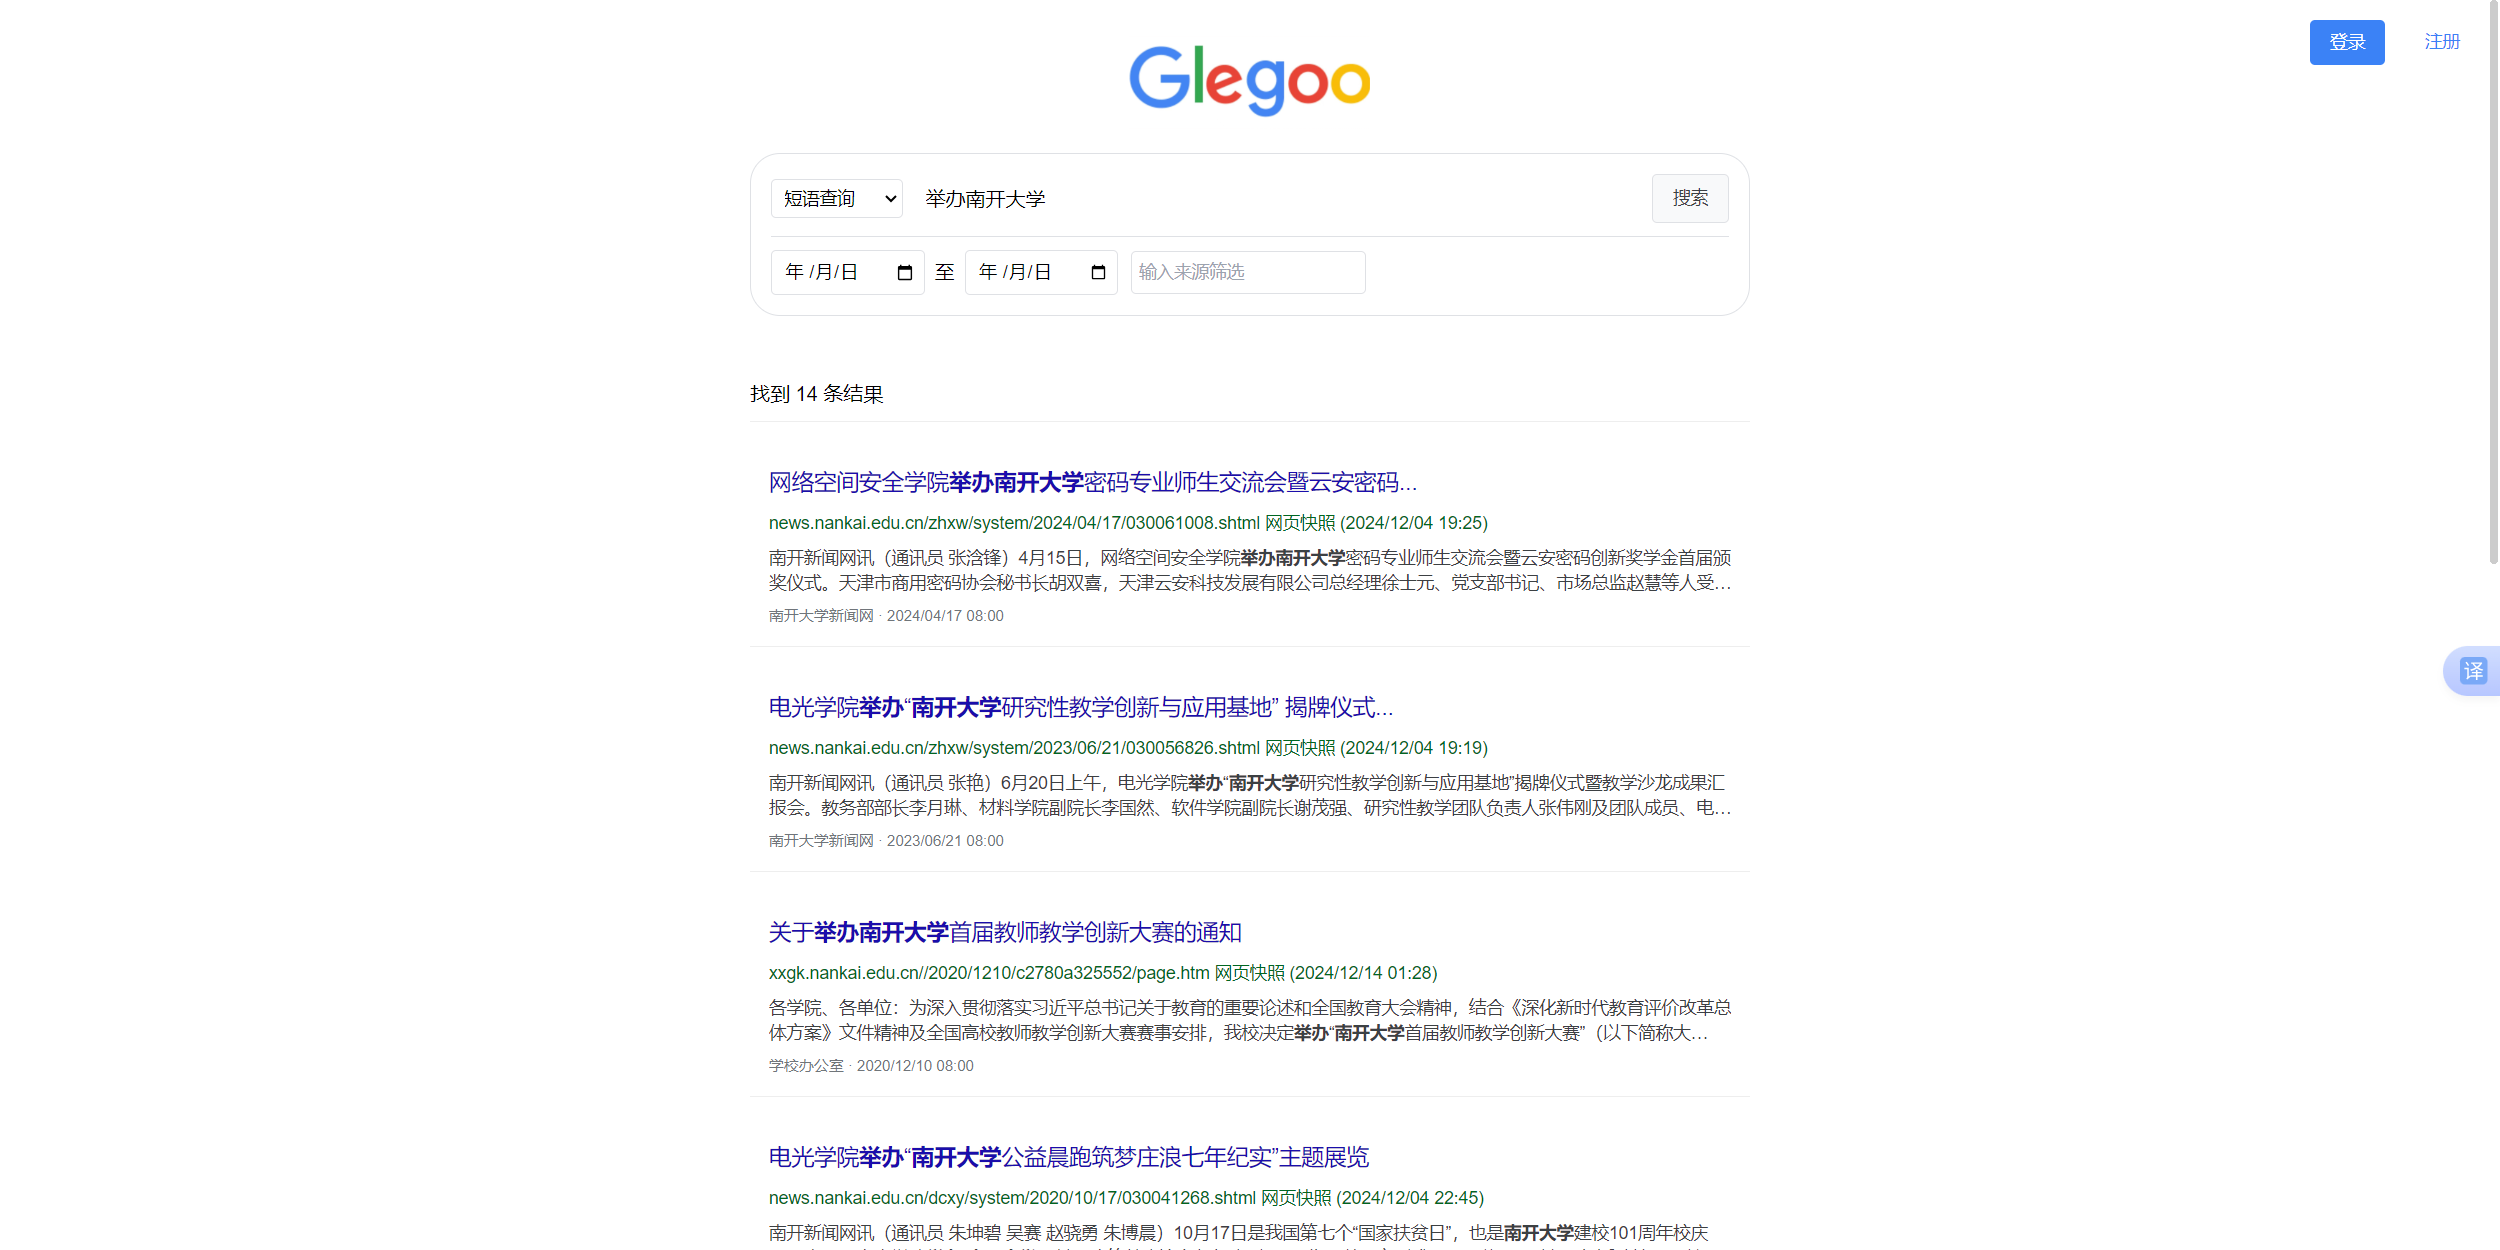 登录 注册
Glegoo
短语查询 举办南开大学 搜索
年 /月/日 至 年 /月/日 输入来源筛选
找到 14 条结果
网络空间安全学院举办南开大学密码专业师生交流会暨云安密码...
news.nankai.edu.cn/zhxw/system/2024/04/17/030061008.shtml 网页快照 (2024/12/04 19:25)
南开新闻网讯（通讯员 张浛锋）4月15日，网络空间安全学院举办南开大学密码专业师生交流会暨云安密码创新奖学金首届颁
奖仪式。天津市商用密码协会秘书长胡双喜，天津云安科技发展有限公司总经理徐士元、党支部书记、市场总监赵慧等人受...
南开大学新闻网 · 2024/04/17 08:00
译
电光学院举办“南开大学研究性教学创新与应用基地” 揭牌仪式...
news.nankai.edu.cn/zhxw/system/2023/06/21/030056826.shtml 网页快照 (2024/12/04 19:19)
南开新闻网讯（通讯员 张艳）6月20日上午，电光学院举办“南开大学研究性教学创新与应用基地”揭牌仪式暨教学沙龙成果汇
报会。教务部部长李月琳、材料学院副院长李国然、软件学院副院长谢茂强、研究性教学团队负责人张伟刚及团队成员、电...
南开大学新闻网 · 2023/06/21 08:00
关于举办南开大学首届教师教学创新大赛的通知
xxgk.nankai.edu.cn//2020/1210/c2780a325552/page.htm 网页快照 (2024/12/14 01:28)
各学院、各单位：为深入贯彻落实习近平总书记关于教育的重要论述和全国教育大会精神，结合《深化新时代教育评价改革总
体方案》文件精神及全国高校教师教学创新大赛赛事安排，我校决定举办“南开大学首届教师教学创新大赛”（以下简称大...
学校办公室 · 2020/12/10 08:00
电光学院举办“南开大学公益晨跑筑梦庄浪七年纪实”主题展览
news.nankai.edu.cn/dcxy/system/2020/10/17/030041268.shtml 网页快照 (2024/12/04 22:45)
南开新闻网讯（通讯员 朱坤碧 吴赛 赵骁勇 朱博晨）10月17日是我国第七个“国家扶贫日”，也是南开大学建校101周年校庆